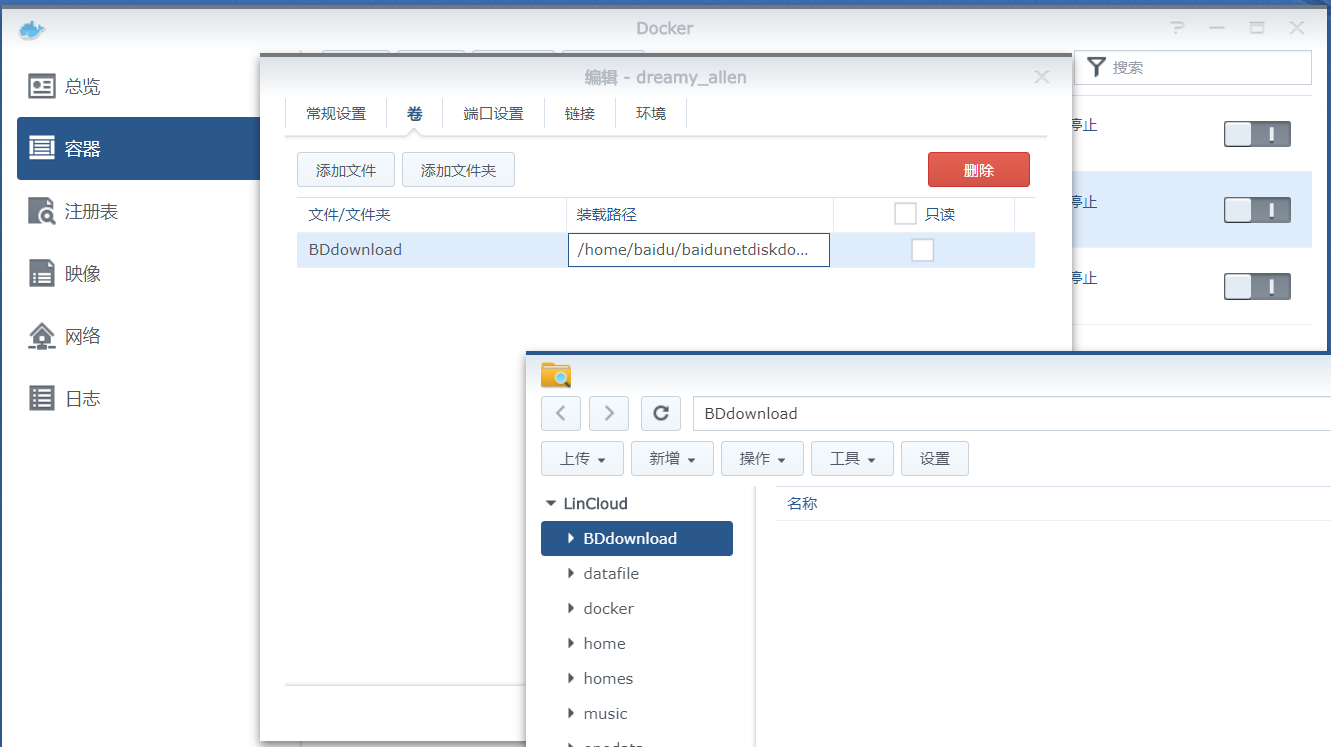 Docker
总览
容器
注册表
映像
网络
日志
搜索
停止
停止
停止
编辑 - dreamy_allen
常规设置
卷
端口设置
链接
环境
添加文件
添加文件夹
删除
文件/文件夹
装载路径
只读
BDdownload
/home/baidu/baidunetdiskdo...
BDdownload
上传
新增
操作
工具
设置
LinCloud
名称
BDdownload
datafile
docker
home
homes
music